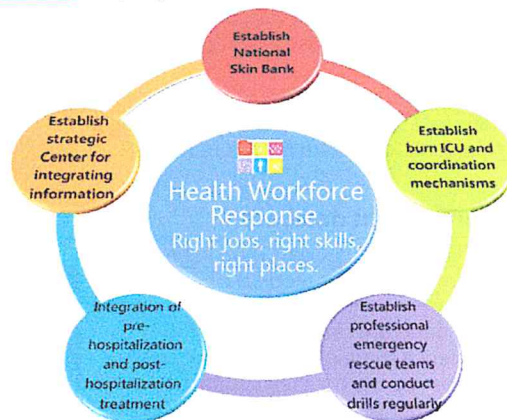 Establish
National
Skin Bank
Establish
burn ICU and
coordination
mechanisms
Establish
professional
emergency
rescue teams
and conduct
drills regularly
Integration of
pre-
hospitalization
and post-
hospitalization
treatment
Establish
strategic
Center for
integrating
information
Health Workforce
Response.
Right jobs, right skills,
right places.